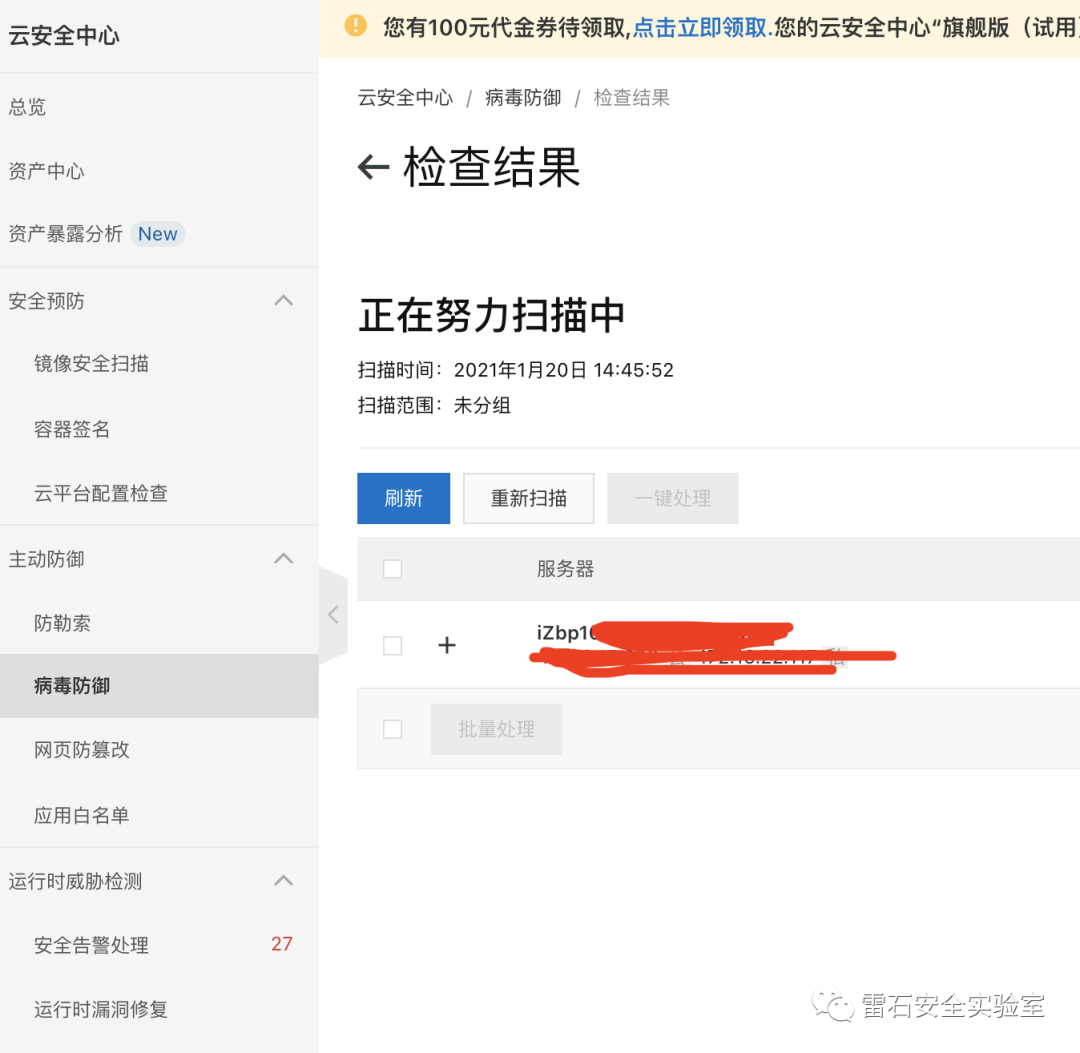 云安全中心
总览
资产中心
资产暴露分析 New
安全预防
镜像安全扫描
容器签名
云平台配置检查
主动防御
防勒索
病毒防御
网页防篡改
应用白名单
运行时威胁检测
安全告警处理 27
运行时漏洞修复
您有100元代金券待领取,点击立即领取.您的云安全中心“旗舰版（试用
云安全中心 / 病毒防御 / 检查结果
← 检查结果
正在努力扫描中
扫描时间：2021年1月20日 14:45:52
扫描范围：未分组
刷新 重新扫描 一键处理
服务器
iZbp1
批量处理
雷石安全实验室